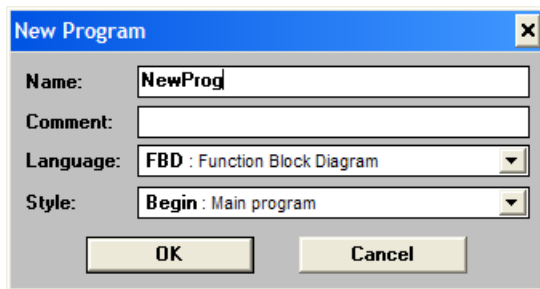 New Program
Name: NewProg
Comment:
Language: FBD : Function Block Diagram
Style: Begin : Main program
OK Cancel